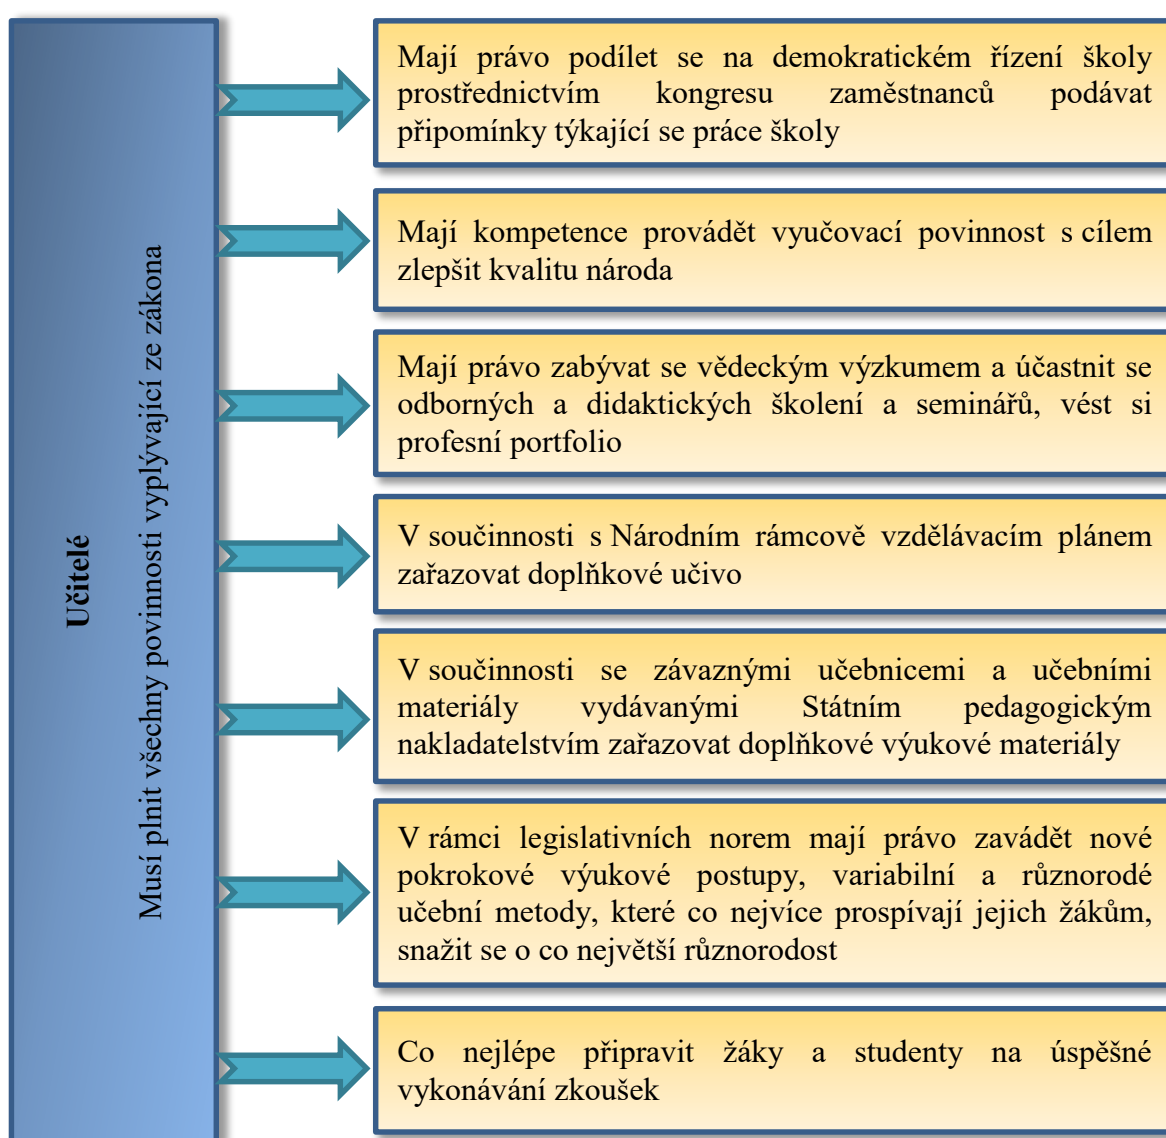 Učitelé
Musí plnit všechny povinnosti vyplývající ze zákona
Mají právo podílet se na demokratickém řízení školy
prostřednictvím kongresu zaměstnanců podávat
připomínky týkající se práce školy
Mají kompetence provádět vyučovací povinnost s cílem
zlepšit kvalitu národa
Mají právo zabývat se vědeckým výzkumem a účastnit se
odborných a didaktických školení a seminářů, vést si
profesní portfolio
V součinnosti s Národním rámcově vzdělávacím plánem
zařazovat doplňkové učivo
V součinnosti se závaznými učebnicemi a učebními
materiály vydávanými Státním pedagogickým
nakladatelstvím zařazovat doplňkové výukové materiály
V rámci legislativních norem mají právo zavádět nové
pokrokové výukové postupy, variabilní a různorodé
učební metody, které co nejvíce prospívají jejich žákům,
snažit se o co největší různorodost
Co nejlépe připravit žáky a studenty na úspěšné
vykonávání zkoušek